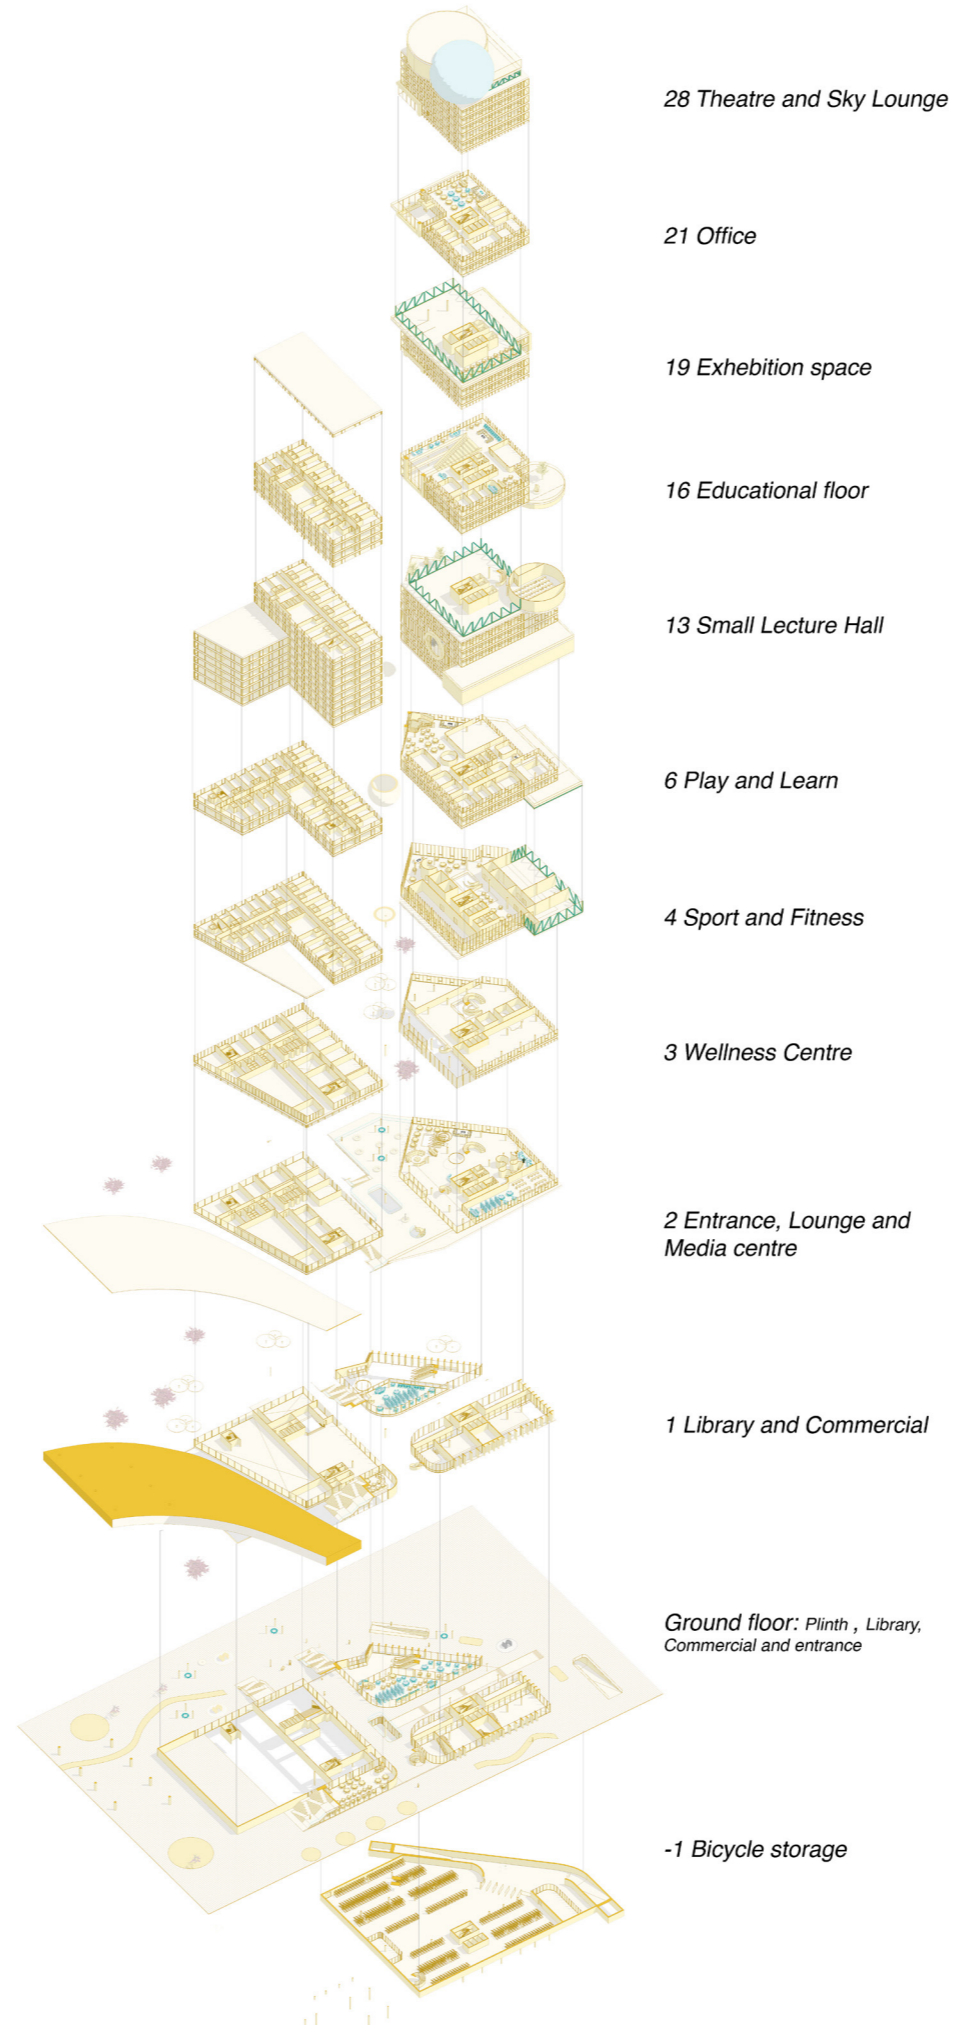 28 Theatre and Sky Lounge
21 Office
19 Exhebition space
16 Educational floor
13 Small Lecture Hall
6 Play and Learn
4 Sport and Fitness
3 Wellness Centre
2 Entrance, Lounge and
Media centre
1 Library and Commercial
Ground floor: Plinth , Library,
Commercial and entrance
-1 Bicycle storage